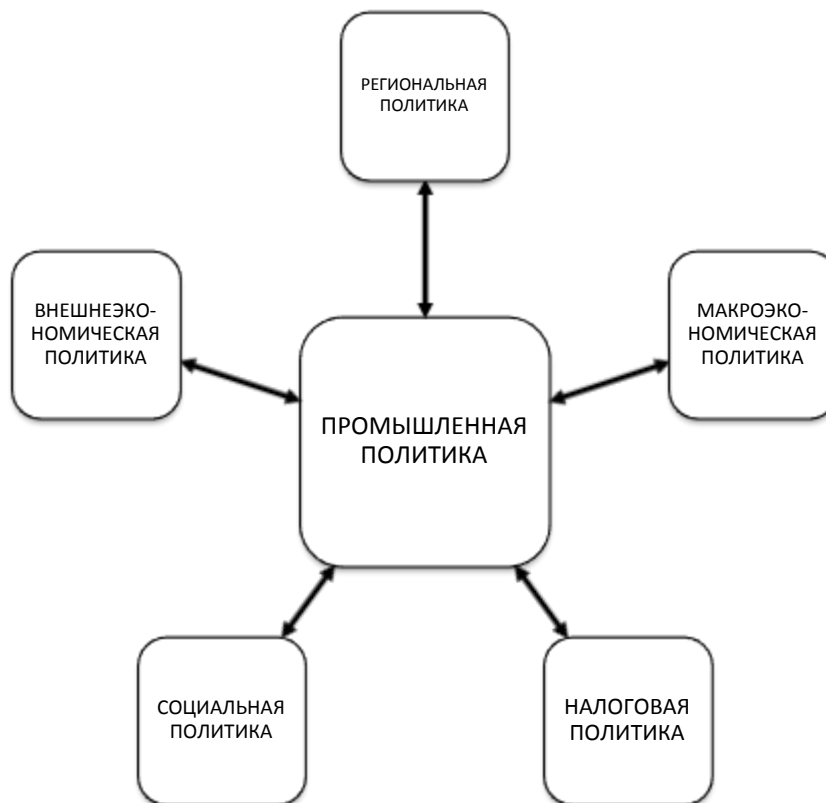 РЕГИОНАЛЬНАЯ
ПОЛИТИКА
ВНЕШНЕЭКО-
НОМИЧЕСКАЯ
ПОЛИТИКА
МАКРОЭКО-
НОМИЧЕСКАЯ
ПОЛИТИКА
ПРОМЫШЛЕННАЯ
ПОЛИТИКА
СОЦИАЛЬНАЯ
ПОЛИТИКА
НАЛОГОВАЯ
ПОЛИТИКА